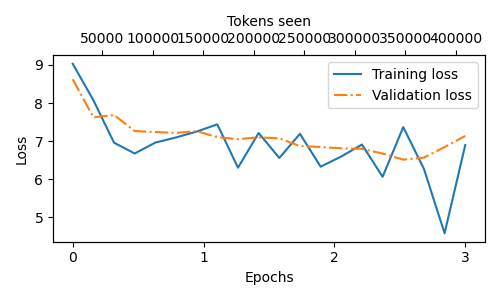 Tokens seen
50000 100000 150000 200000 250000 300000 350000 400000
9
8
7
6
5
Loss
Training loss
Validation loss
0 1 2 3
Epochs